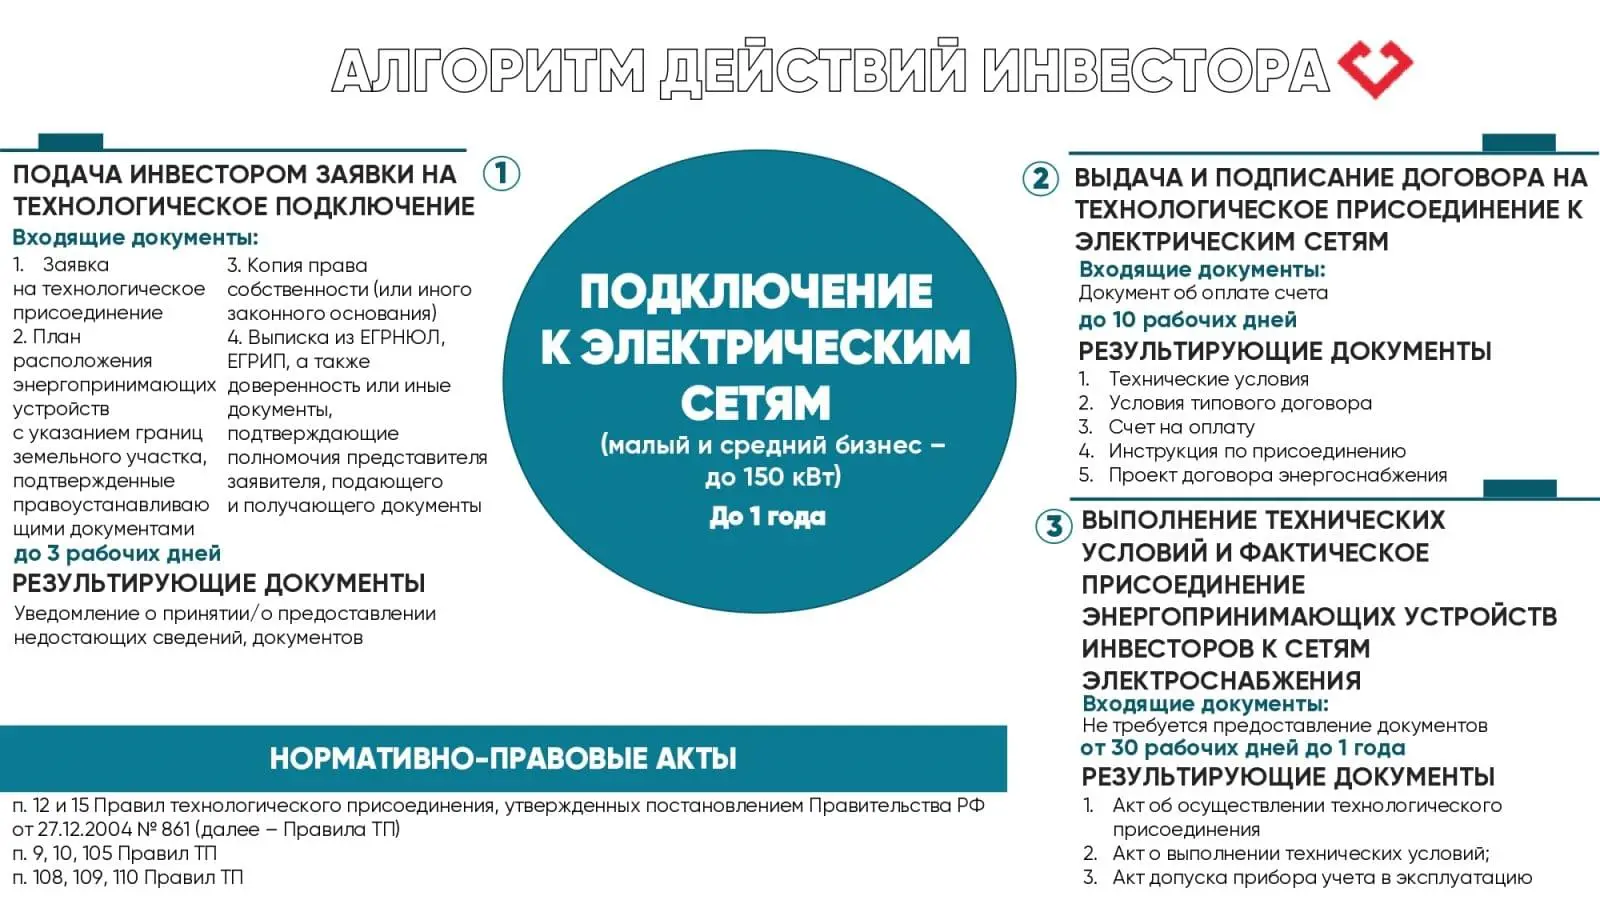 АЛГОРИТМ ДЕЙСТВИЙ ИНВЕСТОРА
ПОДАЧА ИНВЕСТОРОМ ЗАЯВКИ НА
ТЕХНОЛОГИЧЕСКОЕ ПОДКЛЮЧЕНИЕ
1
Входящие документы:
1. Заявка
на технологическое
присоединение
2. План
расположения
энергопринимающих
устройств
с указанием границ
земельного участка,
подтвержденные
правоустанавливаю
щими документами
3. Копия права
собственности (или иного
законного основания)
4. Выписка из ЕГРНЮЛ,
ЕГРИП, а также
доверенность или иные
документы,
подтверждающие
полномочия представителя
заявителя, подающего
и получающего документы
до 3 рабочих дней
РЕЗУЛЬТИРУЮЩИЕ ДОКУМЕНТЫ
Уведомление о принятии/о предоставлении
недостающих сведений, документов
ПОДКЛЮЧЕНИЕ
К ЭЛЕКТРИЧЕСКИМ
СЕТЯМ
(малый и средний бизнес –
до 150 кВт)
До 1 года
2
ВЫДАЧА И ПОДПИСАНИЕ ДОГОВОРА НА
ТЕХНОЛОГИЧЕСКОЕ ПРИСОЕДИНЕНИЕ К
ЭЛЕКТРИЧЕСКИМ СЕТЯМ
Входящие документы:
Документ об оплате счета
до 10 рабочих дней
РЕЗУЛЬТИРУЮЩИЕ ДОКУМЕНТЫ
1. Технические условия
2. Условия типового договора
3. Счет на оплату
4. Инструкция по присоединению
5. Проект договора энергоснабжения
3
ВЫПОЛНЕНИЕ ТЕХНИЧЕСКИХ
УСЛОВИЙ И ФАКТИЧЕСКОЕ
ПРИСОЕДИНЕНИЕ
ЭНЕРГОПРИНИМАЮЩИХ УСТРОЙСТВ
ИНВЕСТОРОВ К СЕТЯМ
ЭЛЕКТРОСНАБЖЕНИЯ
Входящие документы:
Не требуется предоставление документов
от 30 рабочих дней до 1 года
РЕЗУЛЬТИРУЮЩИЕ ДОКУМЕНТЫ
1. Акт об осуществлении технологического
присоединения
2. Акт о выполнении технических условий;
3. Акт допуска прибора учета в эксплуатацию
НОРМАТИВНО-ПРАВОВЫЕ АКТЫ
п. 12 и 15 Правил технологического присоединения, утвержденных постановлением Правительства РФ
от 27.12.2004 № 861 (далее – Правила ТП)
п. 9, 10, 105 Правил ТП
п. 108, 109, 110 Правил ТП